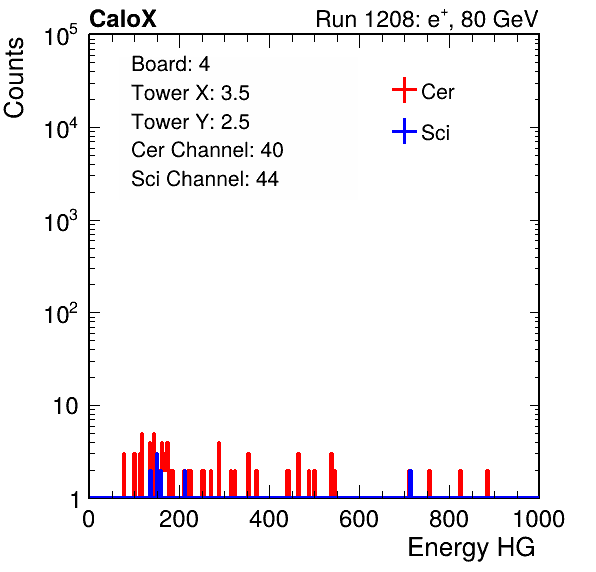 CaloX Run 1208: e⁺, 80 GeV
Counts
Board: 4
Tower X: 3.5
Tower Y: 2.5
Cer Channel: 40
Sci Channel: 44
Cer
Sci
10⁵
10⁴
10³
10²
10
1
0 200 400 600 800 1000
Energy HG